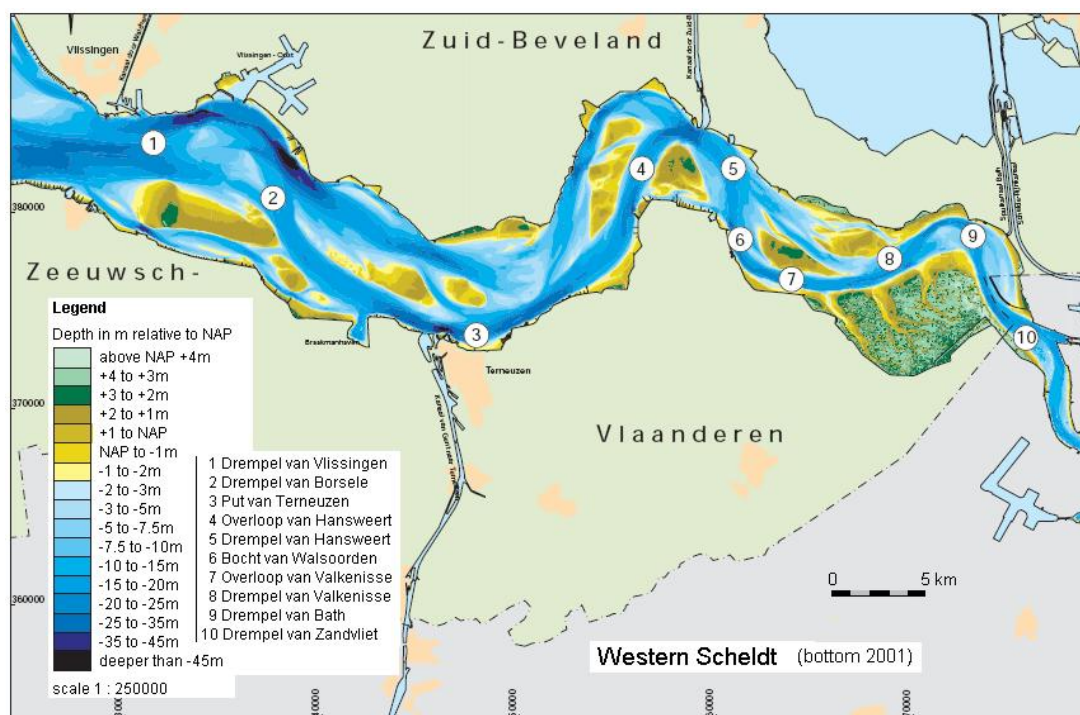 Vlissingen
Vlissingen - Oost
Zuid-Beveland
1
2
3
4
5
6
7
8
9
10
380000
Zeeuwsch-
Braakmanhaven
Terneuzen
370000
Vlaanderen
360000
Legend
Depth in m relative to NAP
above NAP +4m
+4 to +3m
+3 to +2m
+2 to +1m
+1 to NAP
NAP to -1m
-1 to -2m
-2 to -3m
-3 to -5m
-5 to -7.5m
-7.5 to -10m
-10 to -15m
-15 to -20m
-20 to -25m
-25 to -35m
-35 to -45m
deeper than -45m
scale 1 : 250000
1 Drempel van Vlissingen
2 Drempel van Borsele
3 Put van Terneuzen
4 Overloop van Hansweert
5 Drempel van Hansweert
6 Bocht van Walsoorden
7 Overloop van Valkenisse
8 Drempel van Valkenisse
9 Drempel van Bath
10 Drempel van Zandvliet
0 5 km
Western Scheldt (bottom 2001)